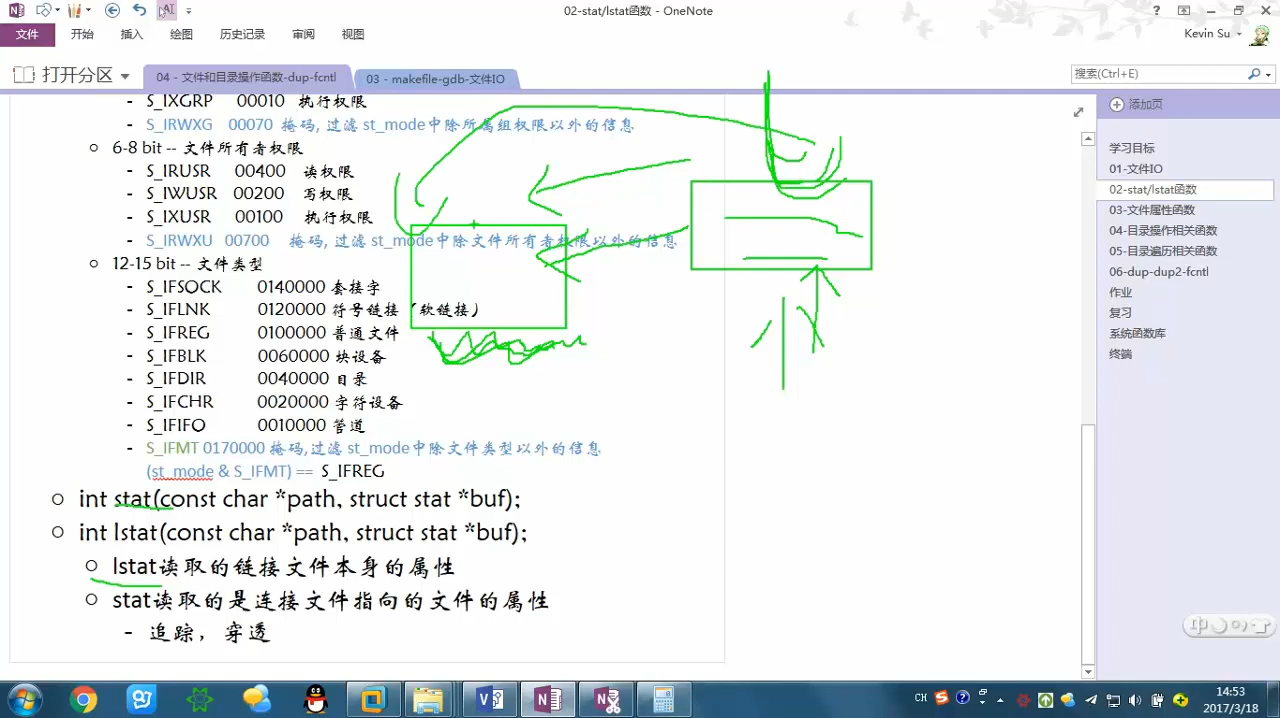 02-stat/lstat函数 - OneNote
文件 开始 插入 绘图 历史记录 审阅 视图
Kevin Su
打开分区
04 - 文件和目录操作函数-dup-fcntl
03 - makefile-gdb-文件IO
搜索(Ctrl+E)
- S_IXGRP 00010 执行权限
- S_IRWXG 00070 掩码, 过滤 st_mode中除所属组权限以外的信息
○ 6-8 bit -- 文件所有者权限
- S_IRUSR 00400 读权限
- S_IWUSR 00200 写权限
- S_IXUSR 00100 执行权限
- S_IRWXU 00700 掩码, 过滤 st_mode中除文件所有者权限以外的信息
○ 12-15 bit -- 文件类型
- S_IFSOCK 0140000 套接字
- S_IFLNK 0120000 符号链接（软链接）
- S_IFREG 0100000 普通文件
- S_IFBLK 0060000 块设备
- S_IFDIR 0040000 目录
- S_IFCHR 0020000 字符设备
- S_IFIFO 0010000 管道
- S_IFMT 0170000 掩码,过滤 st_mode中除文件类型以外的信息
(st_mode & S_IFMT) == S_IFREG
○ int stat(const char *path, struct stat *buf);
○ int lstat(const char *path, struct stat *buf);
○ lstat读取的链接文件本身的属性
○ stat读取的是连接文件指向的文件的属性
- 追踪，穿透
添加页
学习目标
01-文件IO
02-stat/lstat函数
03-文件属性函数
04-目录操作相关函数
05-目录遍历相关函数
06-dup-dup2-fcntl
作业
复习
系统函数库
终端
中
CH
14:53
2017/3/18